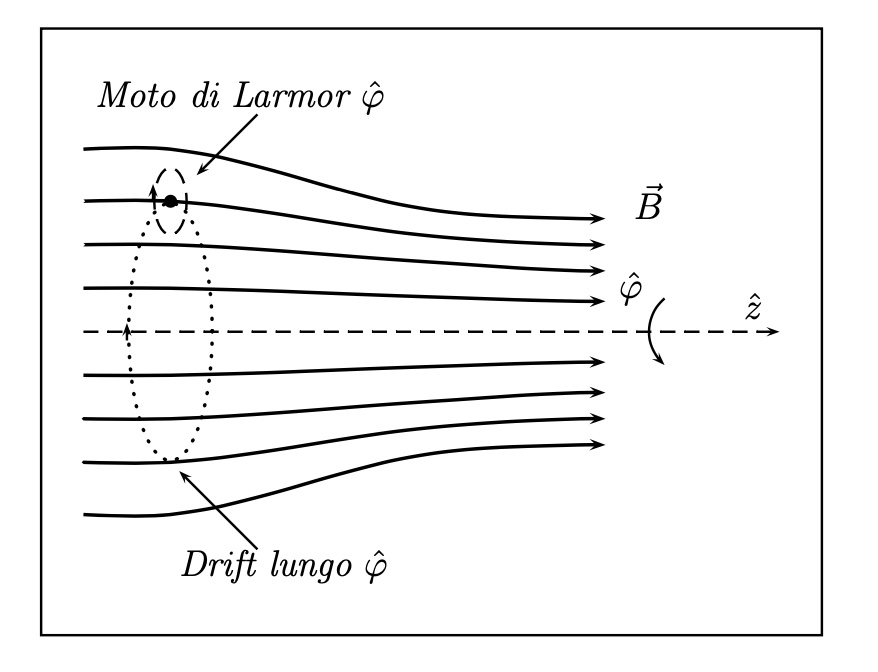 Moto di Larmor φ̂
B⃗
φ̂
ẑ
Drift lungo φ̂